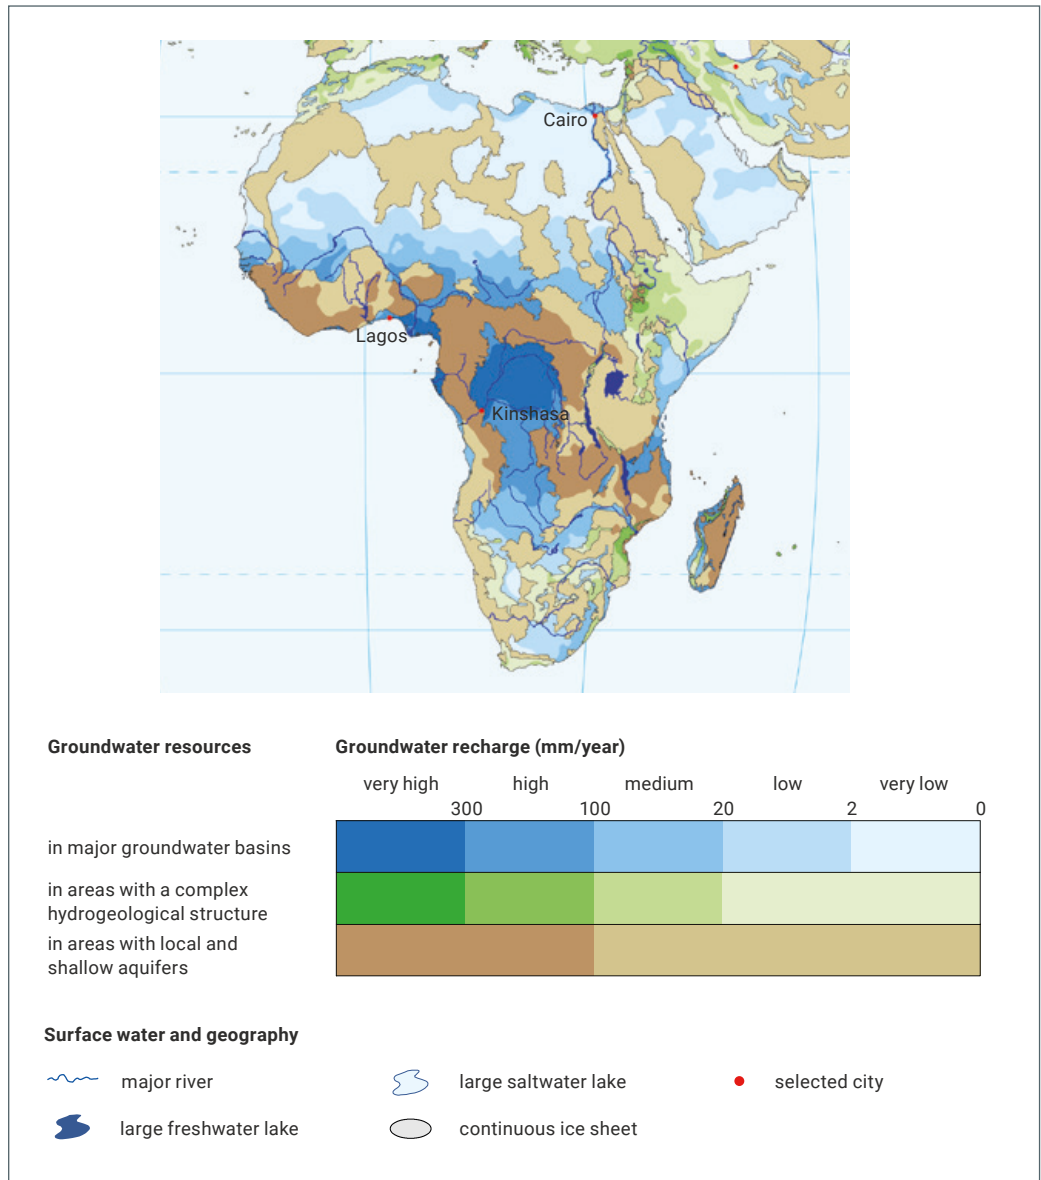 Cairo
Lagos
Kinshasa
Groundwater resources
Groundwater recharge (mm/year)
very high high medium low very low
300 100 20 2 0
in major groundwater basins
in areas with a complex
hydrogeological structure
in areas with local and
shallow aquifers
Surface water and geography
major river
large saltwater lake
selected city
large freshwater lake
continuous ice sheet